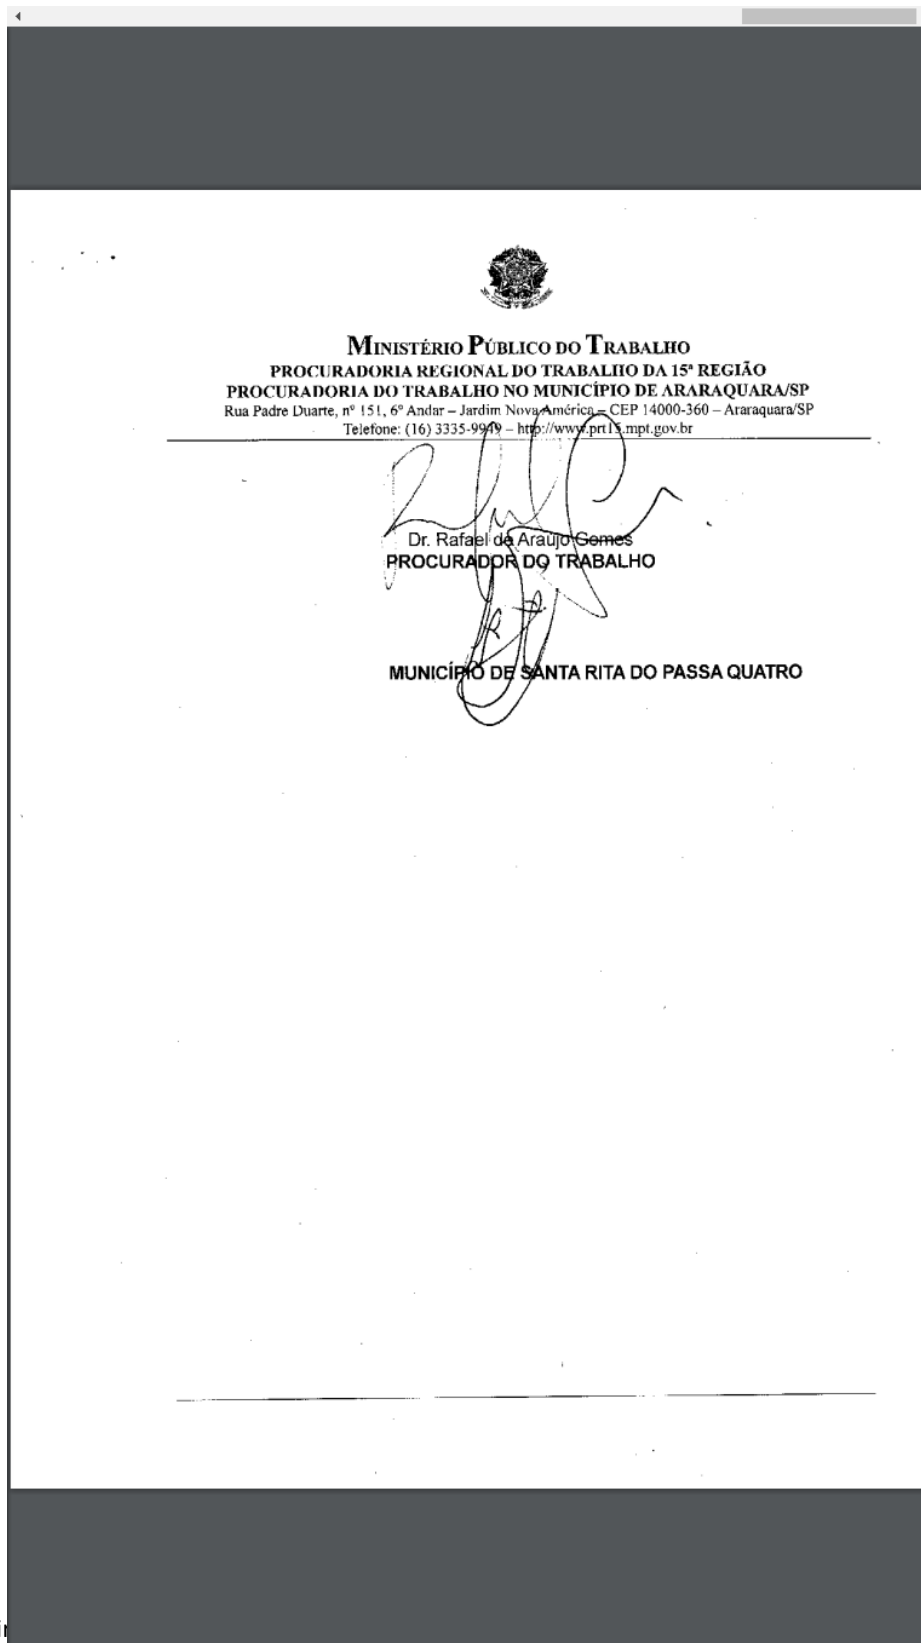 MINISTÉRIO PÚBLICO DO TRABALHO
PROCURADORIA REGIONAL DO TRABALHO DA 15ª REGIÃO
PROCURADORIA DO TRABALHO NO MUNICÍPIO DE ARARAQUARA/SP
Rua Padre Duarte, nº 151, 6º Andar – Jardim Nova América – CEP 14000-360 – Araraquara/SP
Telefone: (16) 3335-9949 – http://www.prt15.mpt.gov.br
Dr. Rafael de Araújo Gomes
PROCURADOR DO TRABALHO
MUNICÍPIO DE SANTA RITA DO PASSA QUATRO